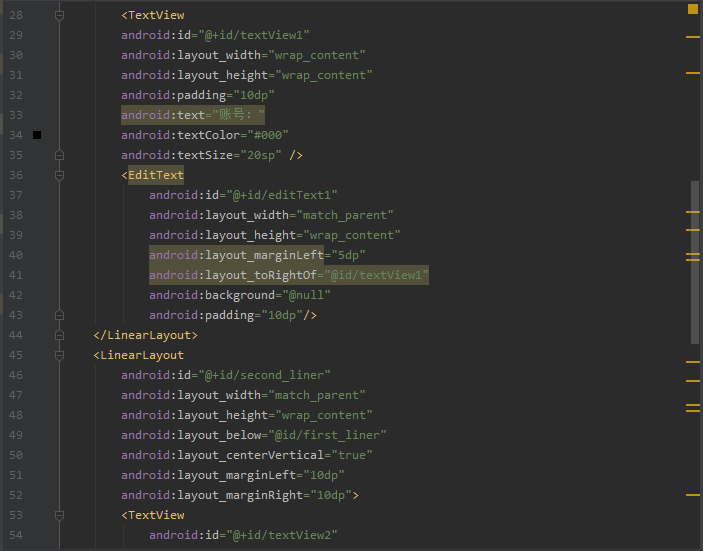 28 <TextView
29 android:id="@+id/textView1"
30 android:layout_width="wrap_content"
31 android:layout_height="wrap_content"
32 android:padding="10dp"
33 android:text="账号："
34 android:textColor="#000"
35 android:textSize="20sp" />
36 <EditText
37 android:id="@+id/editText1"
38 android:layout_width="match_parent"
39 android:layout_height="wrap_content"
40 android:layout_marginLeft="5dp"
41 android:layout_toRightOf="@id/textView1"
42 android:background="@null"
43 android:padding="10dp"/>
44 </LinearLayout>
45 <LinearLayout
46 android:id="@+id/second_liner"
47 android:layout_width="match_parent"
48 android:layout_height="wrap_content"
49 android:layout_below="@id/first_liner"
50 android:layout_centerVertical="true"
51 android:layout_marginLeft="10dp"
52 android:layout_marginRight="10dp">
53 <TextView
54 android:id="@+id/textView2"